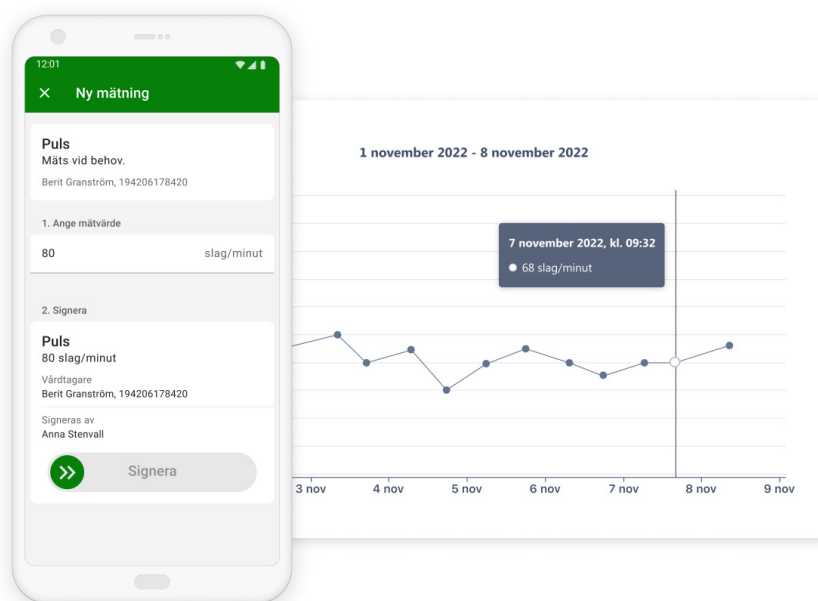 12:01
Ny mätning
Puls
Mäts vid behov.
Berit Granström, 194206178420
1. Ange mätvärde
80 slag/minut
2. Signera
Puls
80 slag/minut
Vårdtagare
Berit Granström, 194206178420
Signeras av
Anna Stenvall
Signera
1 november 2022 - 8 november 2022
7 november 2022, kl. 09:32
68 slag/minut
3 nov 4 nov 5 nov 6 nov 7 nov 8 nov 9 nov